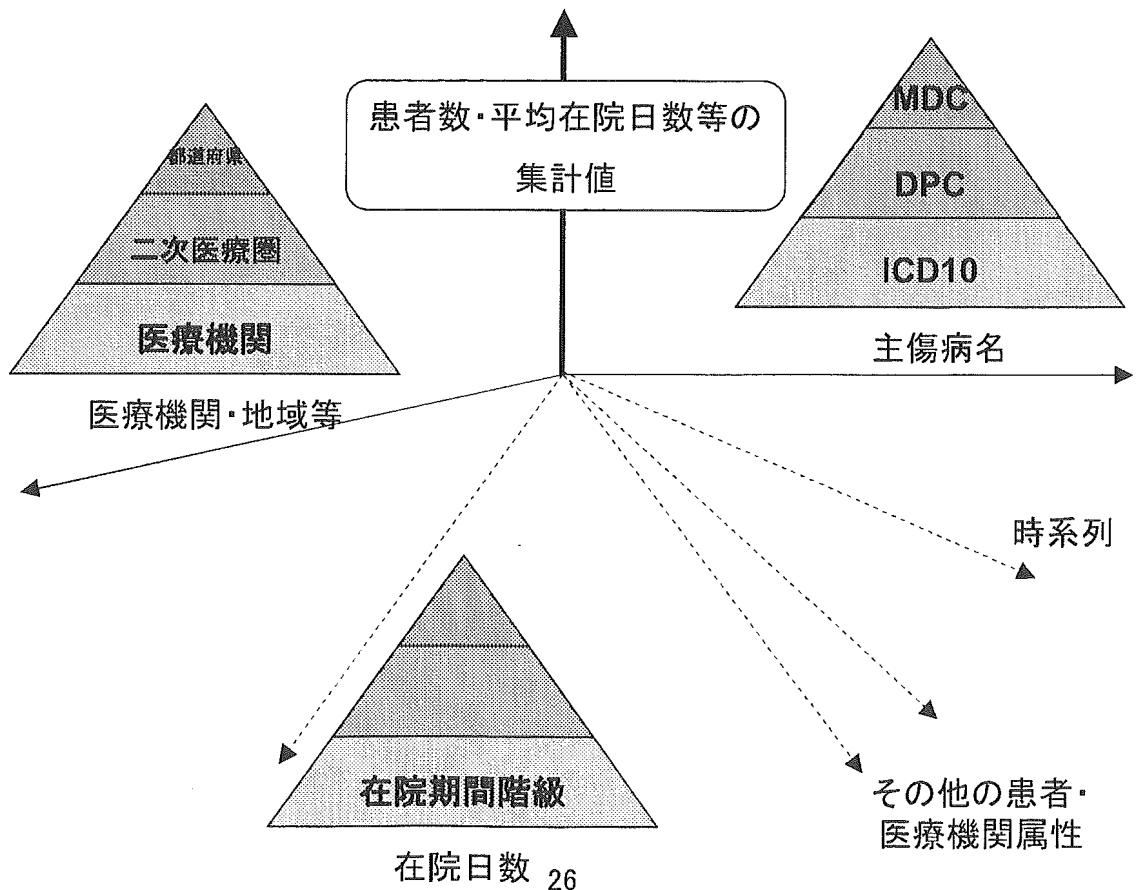 患者数・平均在院日数等の
集計値
MDC
DPC
ICD10
主傷病名
都道府県
二次医療圏
医療機関
医療機関・地域等
時系列
在院期間階級
在院日数
その他の患者・
医療機関属性
26